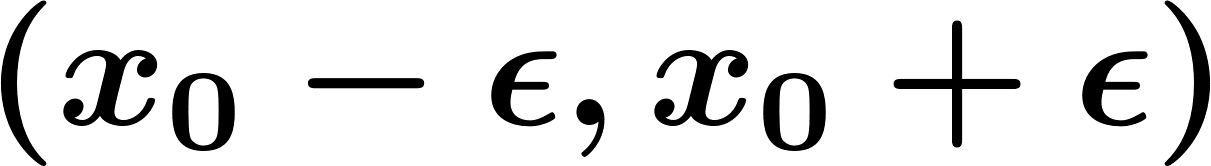 (x₀ − ϵ, x₀ + ϵ)